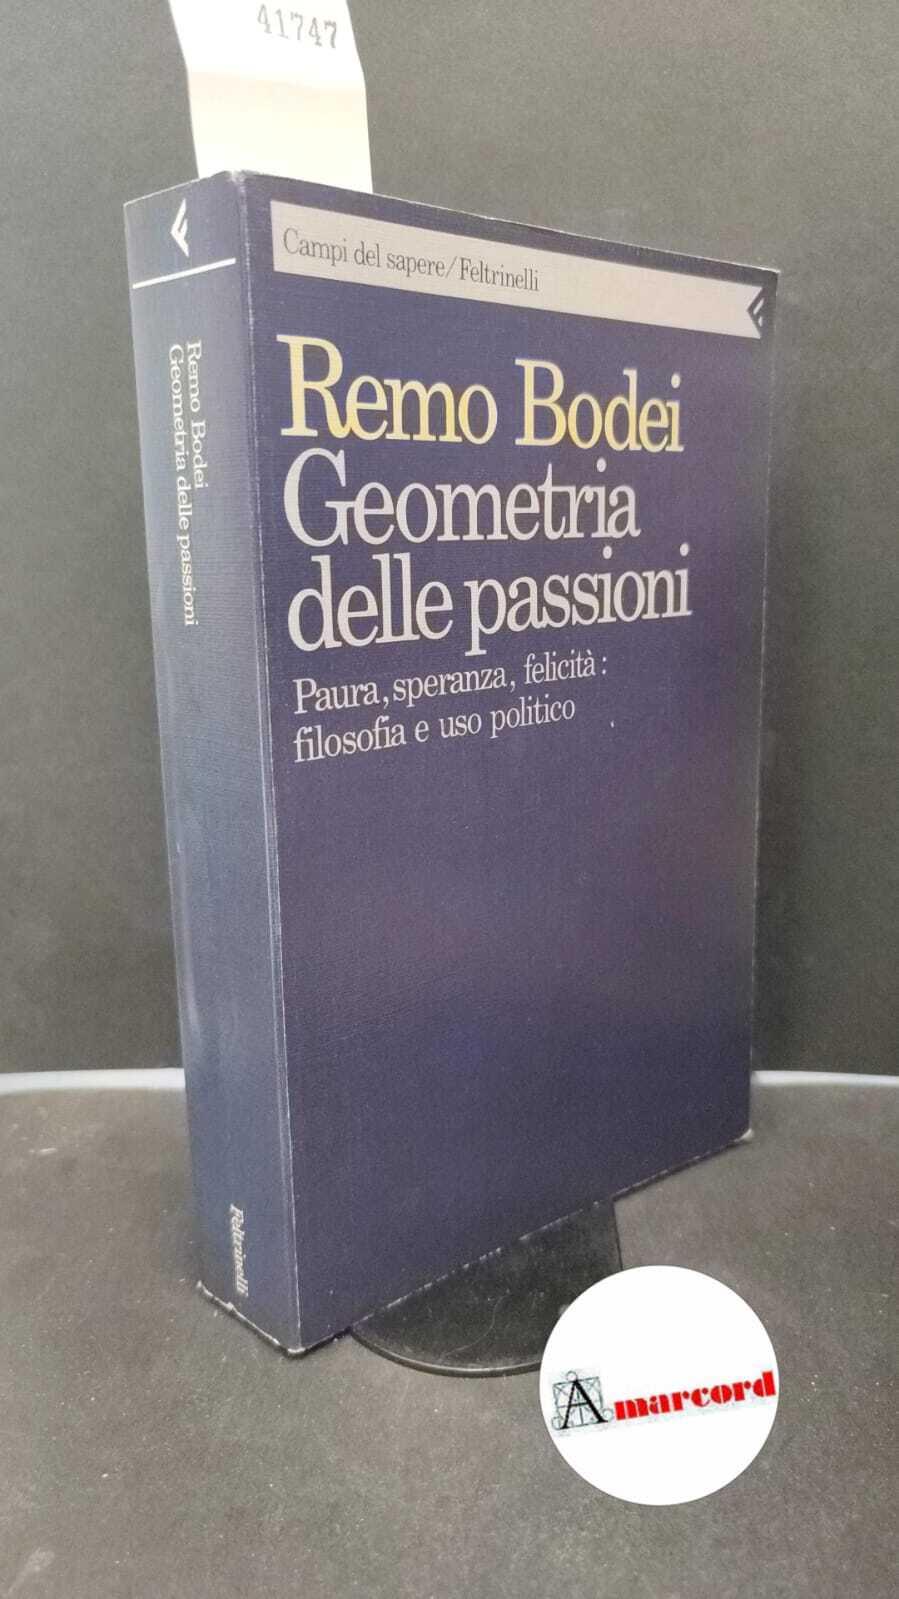 41747
Campi del sapere/Feltrinelli
Remo Bodei
Geometria
delle passioni
Paura, speranza, felicità:
filosofia e uso politico
Remo Bodei
Geometria delle passioni
Feltrinelli
Amarcord